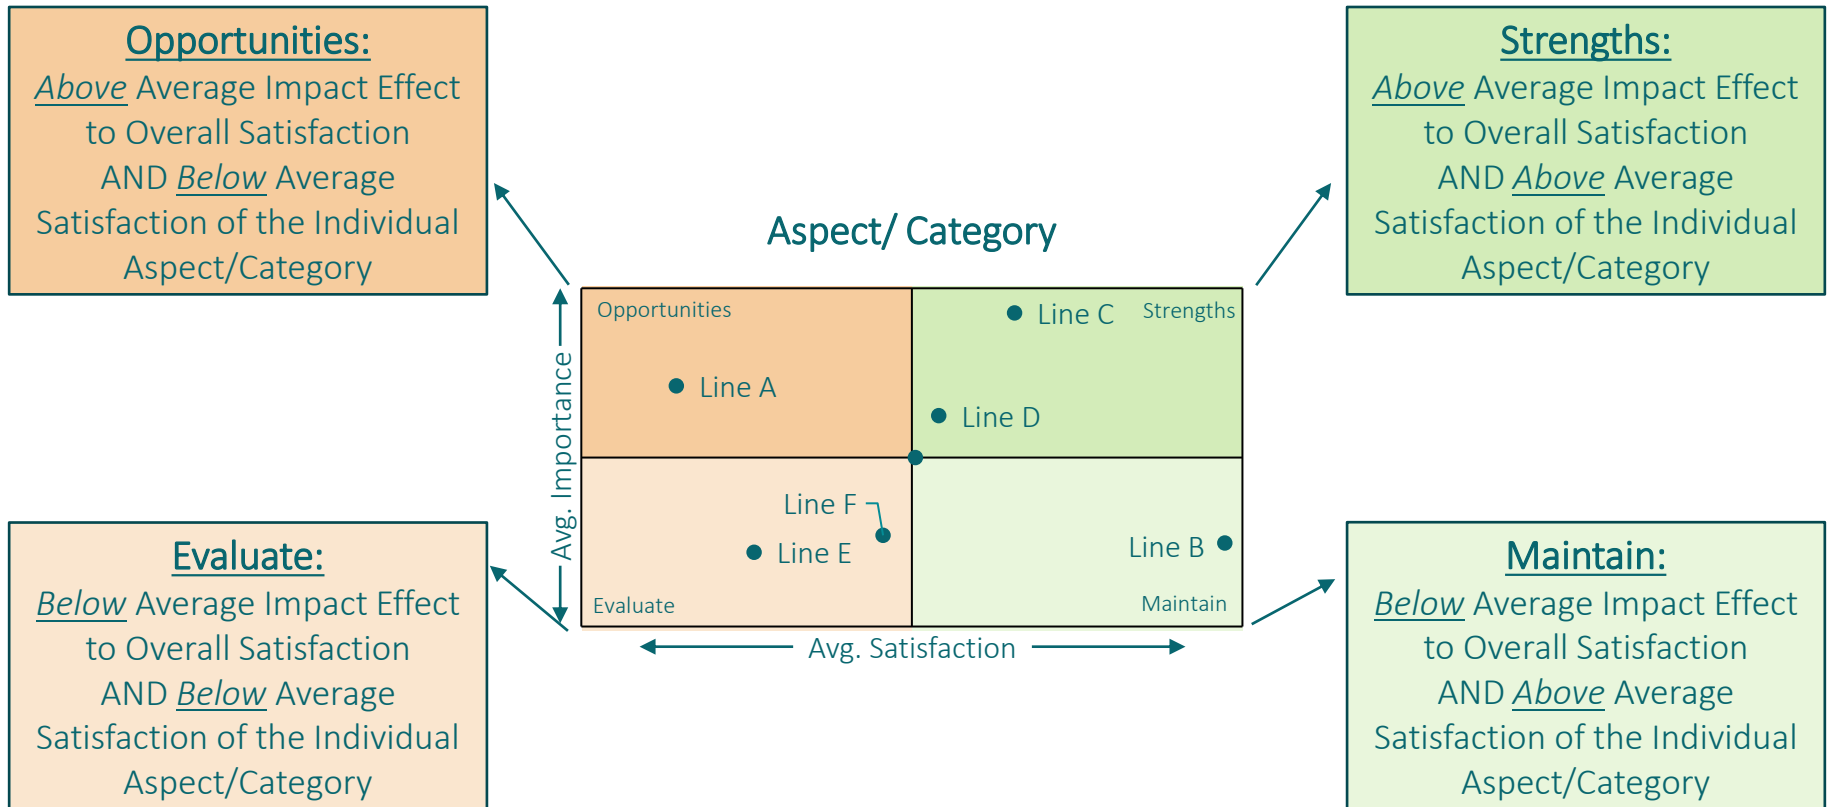 Opportunities:
Above Average Impact Effect
to Overall Satisfaction
AND Below Average
Satisfaction of the Individual
Aspect/Category
Strengths:
Above Average Impact Effect
to Overall Satisfaction
AND Above Average
Satisfaction of the Individual
Aspect/Category
Aspect/ Category
Opportunities
Strengths
Line C
Line A
Line D
Avg. Importance
Line F
Line E
Line B
Evaluate
Maintain
Avg. Satisfaction
Evaluate:
Below Average Impact Effect
to Overall Satisfaction
AND Below Average
Satisfaction of the Individual
Aspect/Category
Maintain:
Below Average Impact Effect
to Overall Satisfaction
AND Above Average
Satisfaction of the Individual
Aspect/Category